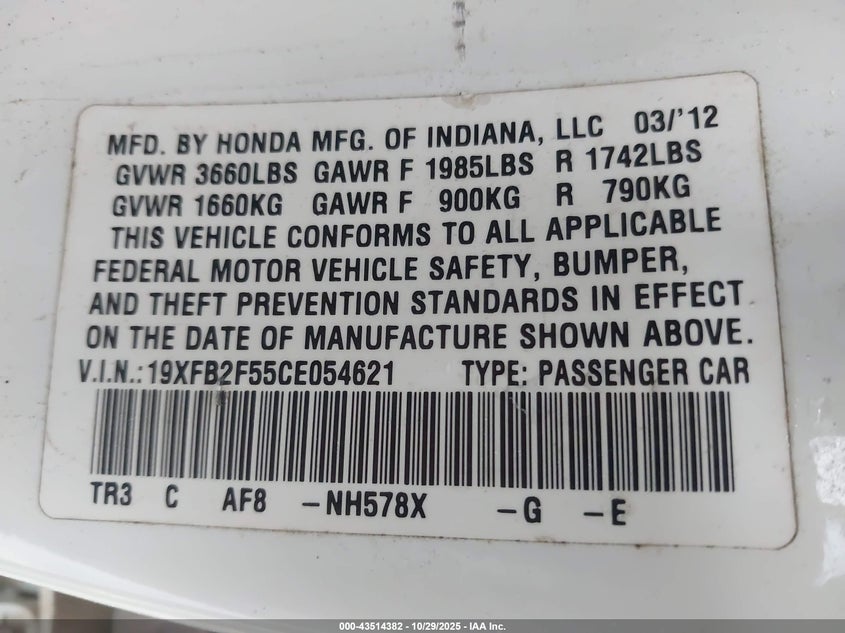 MFD. BY HONDA MFG. OF INDIANA, LLC 03/'12
GVWR 3660LBS GAWR F 1985LBS R 1742LBS
GVWR 1660KG GAWR F 900KG R 790KG
THIS VEHICLE CONFORMS TO ALL APPLICABLE
FEDERAL MOTOR VEHICLE SAFETY, BUMPER,
AND THEFT PREVENTION STANDARDS IN EFFECT
ON THE DATE OF MANUFACTURE SHOWN ABOVE.
V.I.N.:19XFB2F55CE054621 TYPE: PASSENGER CAR
TR3 C AF8 -NH578X -G -E
000-43514382 - 10/29/2025 - IAA Inc.